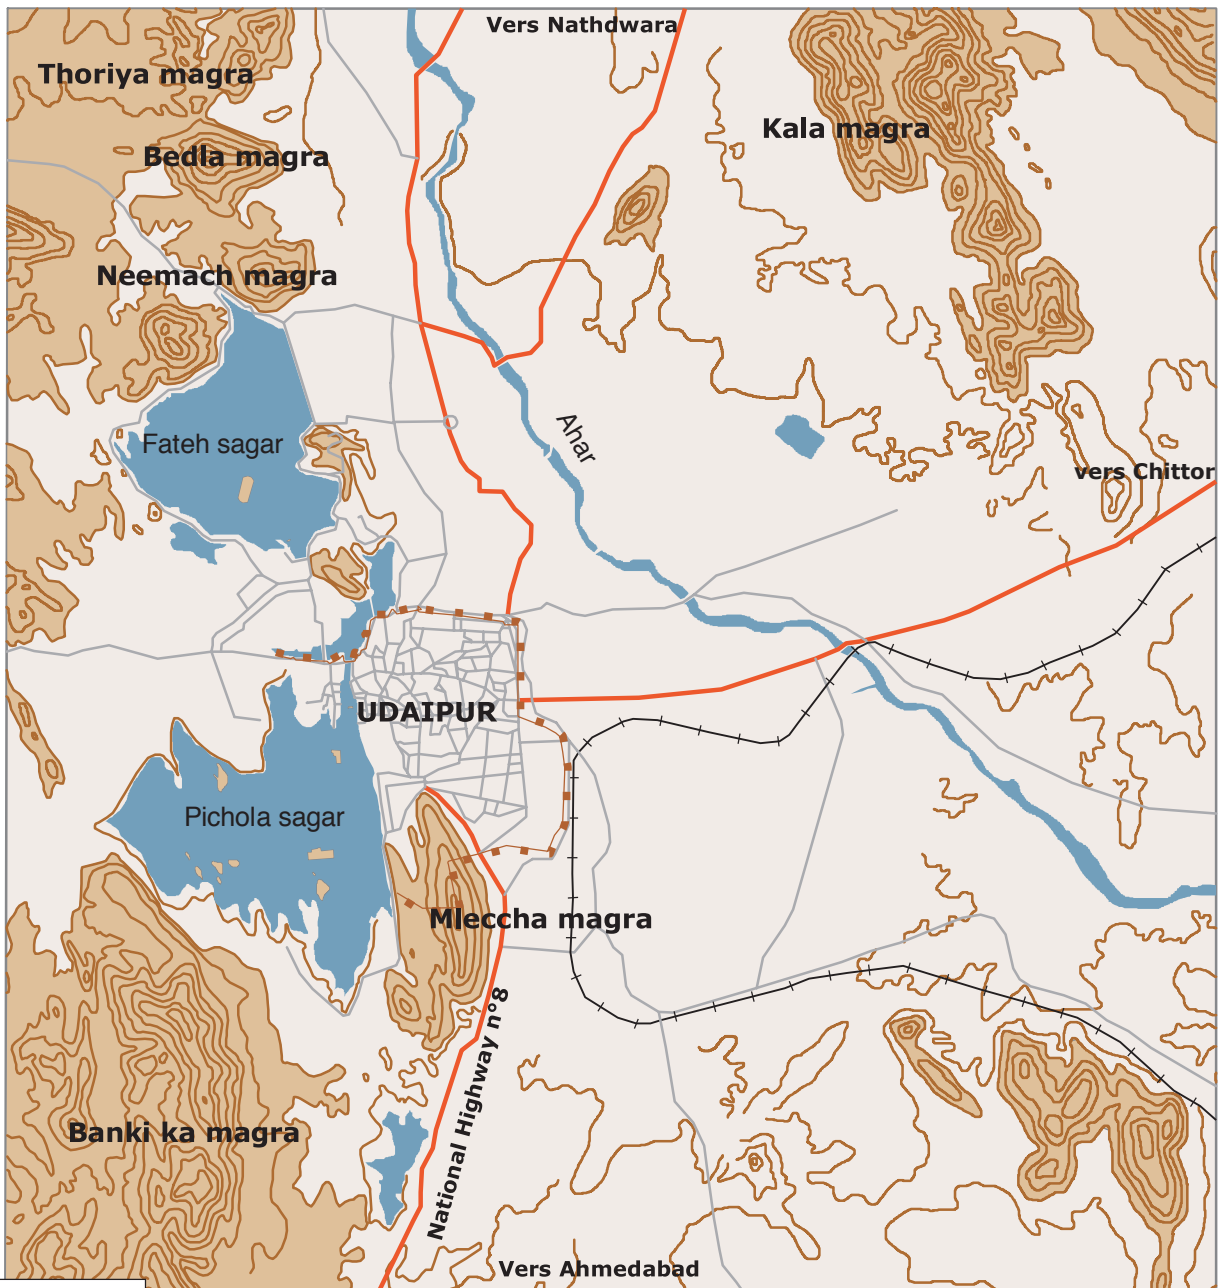 Vers Nathdwara
Thoriya magra
Kala magra
Bedla magra
Neemach magra
Ahar
Fateh sagar
vers Chittor
UDAIPUR
Pichola sagar
Mleccha magra
National Highway n°8
Banki ka magra
Vers Ahmedabad